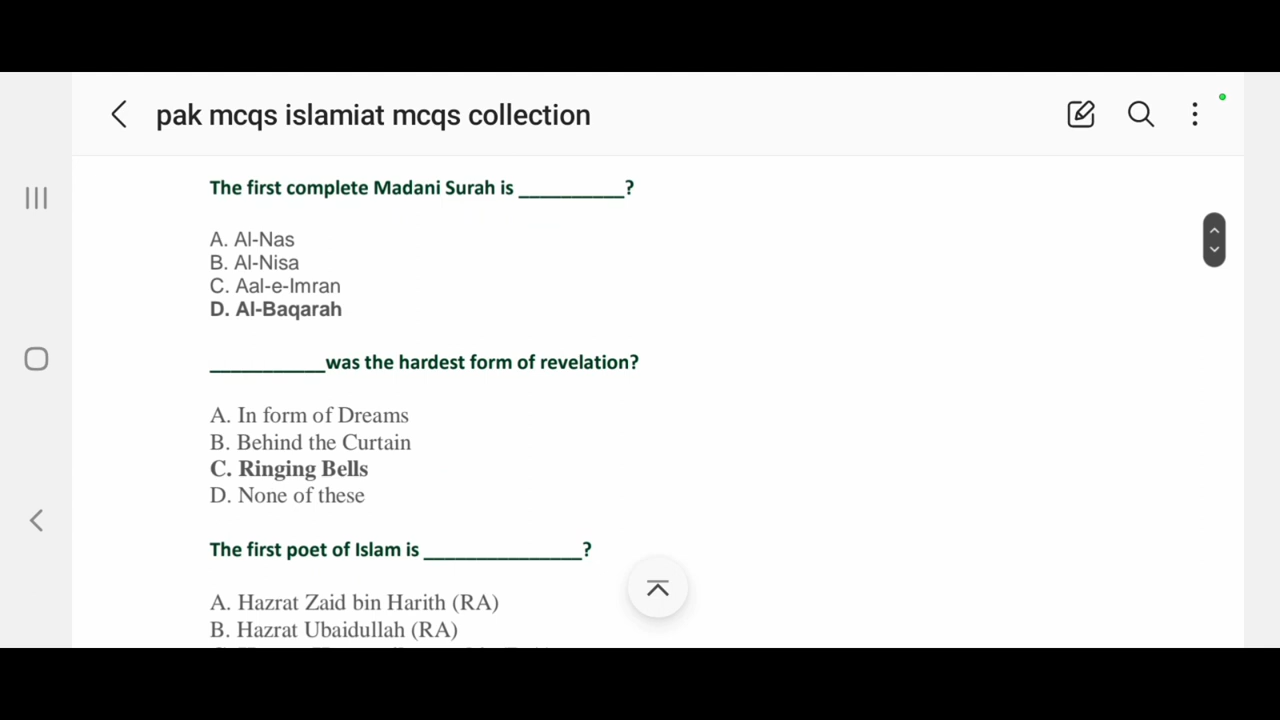 pak mcqs islamiat mcqs collection
The first complete Madani Surah is __________?
A. Al-Nas
B. Al-Nisa
C. Aal-e-Imran
D. Al-Baqarah
___________was the hardest form of revelation?
A. In form of Dreams
B. Behind the Curtain
C. Ringing Bells
D. None of these
The first poet of Islam is _______________?
A. Hazrat Zaid bin Harith (RA)
B. Hazrat Ubaidullah (RA)